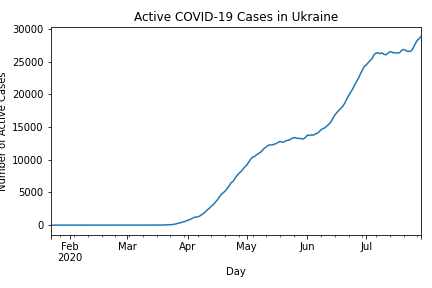 Active COVID-19 Cases in Ukraine
Number of Active Cases
30000
25000
20000
15000
10000
5000
0
Feb
2020
Mar
Apr
May
Jun
Jul
Day